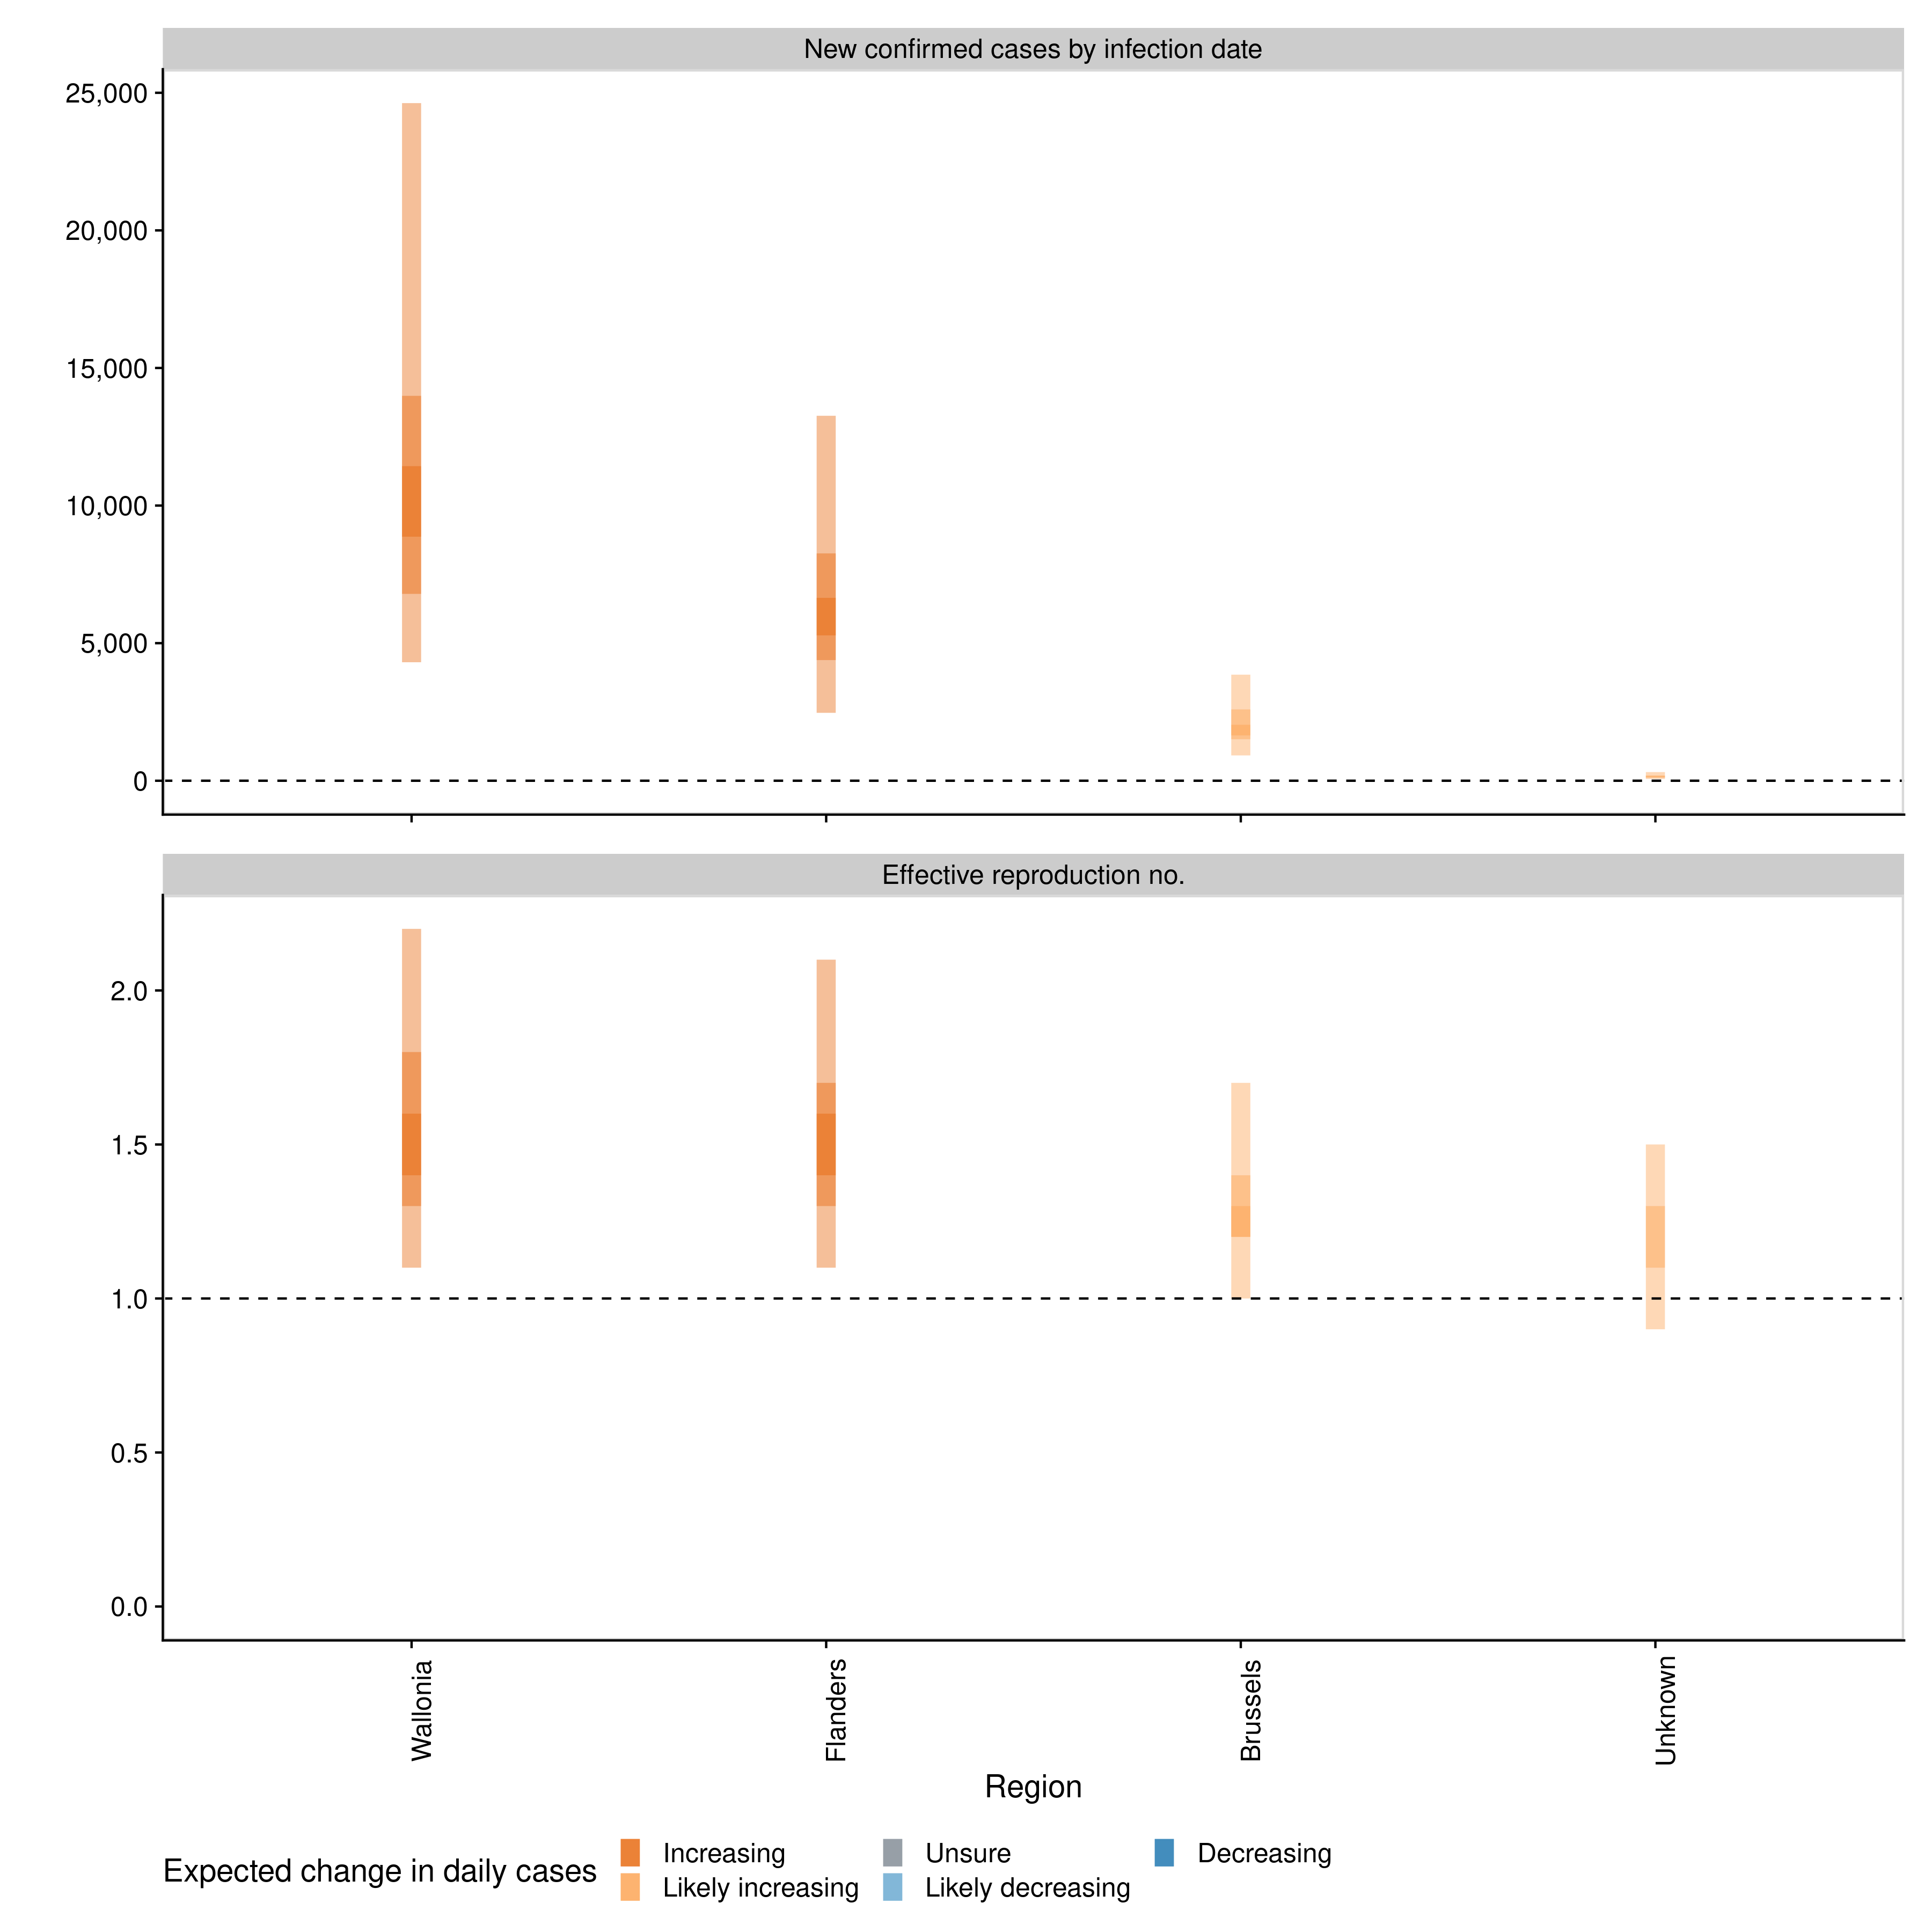 New confirmed cases by infection date
25,000
20,000
15,000
10,000
5,000
0
Effective reproduction no.
2.0
1.5
1.0
0.5
0.0
Wallonia
Flanders
Brussels
Unknown
Region
Expected change in daily cases
Increasing
Unsure
Decreasing
Likely increasing
Likely decreasing